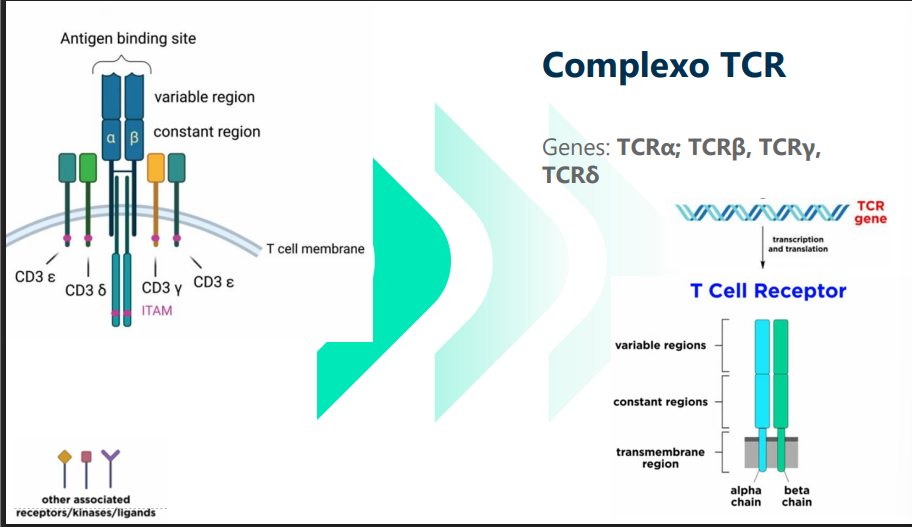 Antigen binding site
variable region
constant region
α β
T cell membrane
CD3 ε
CD3 δ
CD3 γ
CD3 ε
ITAM
other associated
receptors/kinases/ligands
Complexo TCR
Genes: TCRα; TCRβ, TCRγ,
TCRδ
TCR
gene
transcription
and translation
T Cell Receptor
variable regions
constant regions
transmembrane
region
alpha
chain
beta
chain